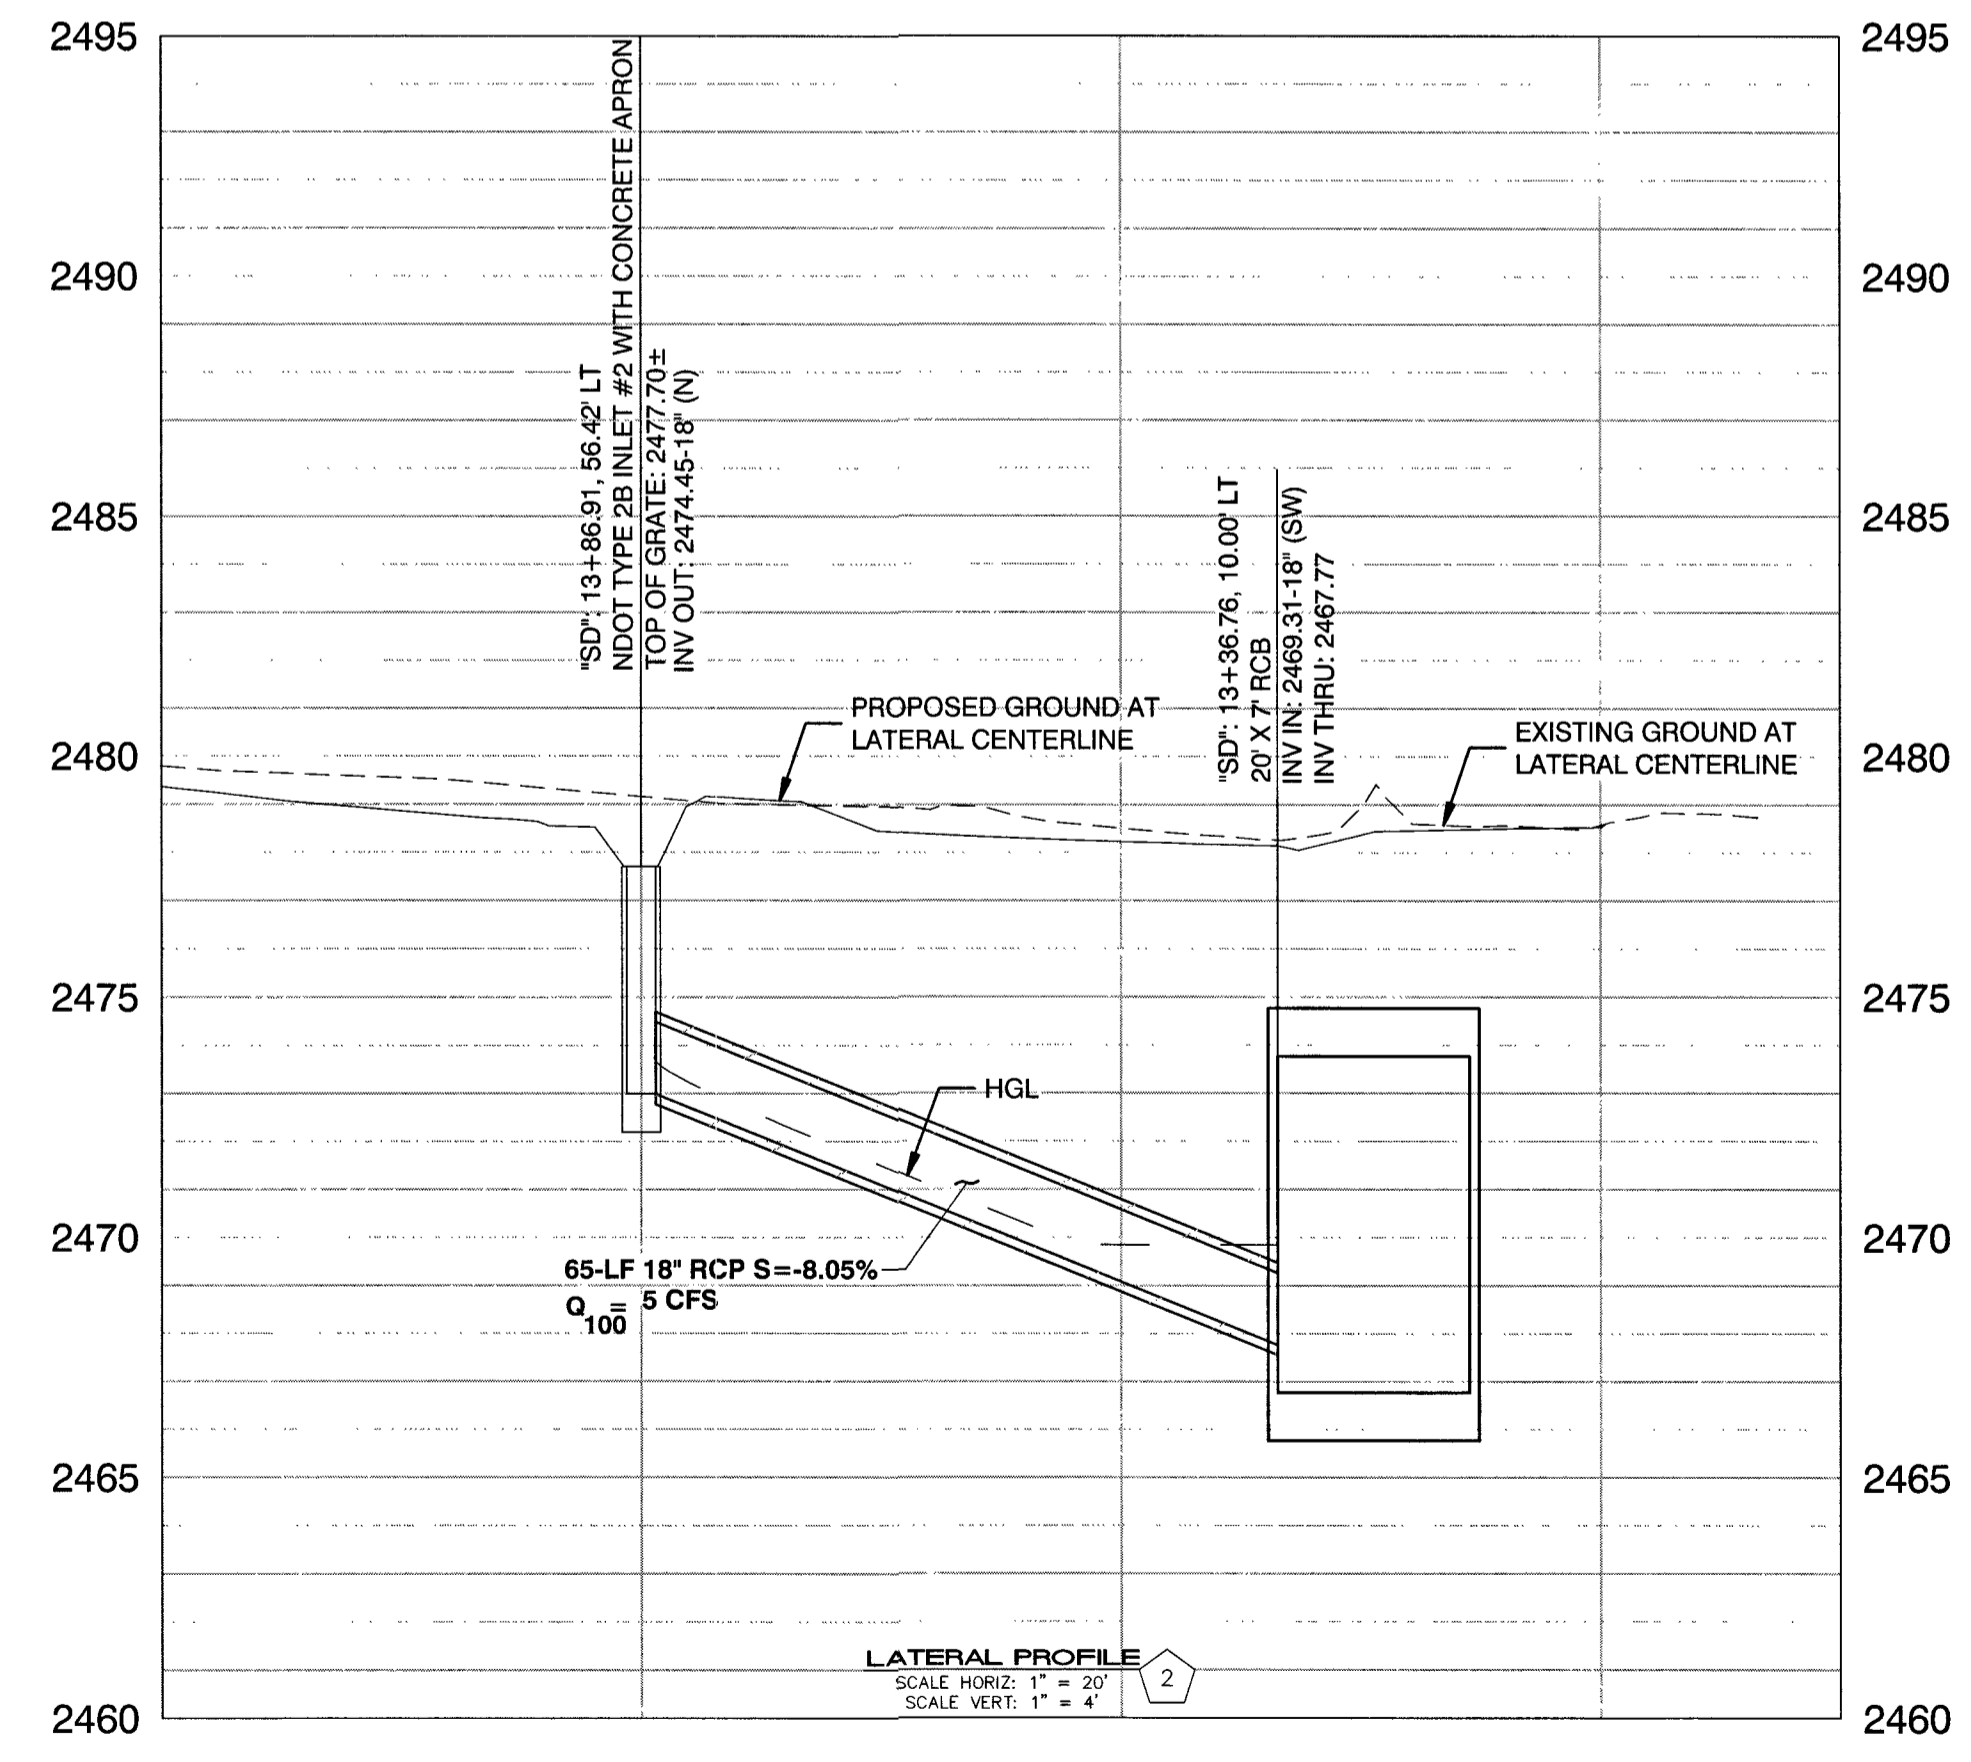 2495
2490
2485
2480
2475
2470
2465
2460
2495
2490
2485
2480
2475
2470
2465
2460
"SD": 13+86.91, 56.42' LT
NDOT TYPE 2B INLET #2 WITH CONCRETE APRON
TOP OF GRATE: 2477.70±
INV OUT: 2474.45-18" (N)
"SD": 13+36.76, 10.00' LT
20' X 7' RCB
INV IN: 2469.31-18" (SW)
INV THRU: 2467.77
PROPOSED GROUND AT
LATERAL CENTERLINE
EXISTING GROUND AT
LATERAL CENTERLINE
HGL
65-LF 18" RCP S=-8.05%
Q100= 5 CFS
LATERAL PROFILE
2
SCALE HORIZ: 1" = 20'
SCALE VERT: 1" = 4'